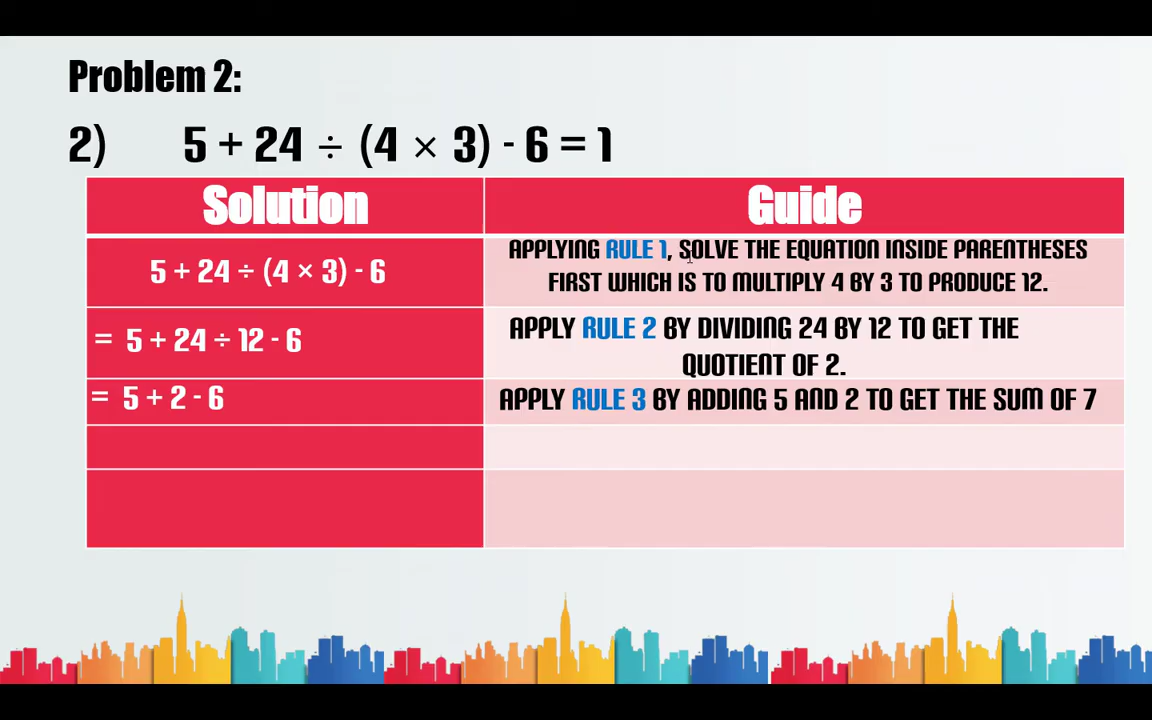 Problem 2:
2) 5 + 24 ÷ (4 × 3) - 6 = 1
Solution
Guide
5 + 24 ÷ (4 × 3) - 6
APPLYING RULE 1, SOLVE THE EQUATION INSIDE PARENTHESES
FIRST WHICH IS TO MULTIPLY 4 BY 3 TO PRODUCE 12.
= 5 + 24 ÷ 12 - 6
APPLY RULE 2 BY DIVIDING 24 BY 12 TO GET THE
QUOTIENT OF 2.
= 5 + 2 - 6
APPLY RULE 3 BY ADDING 5 AND 2 TO GET THE SUM OF 7